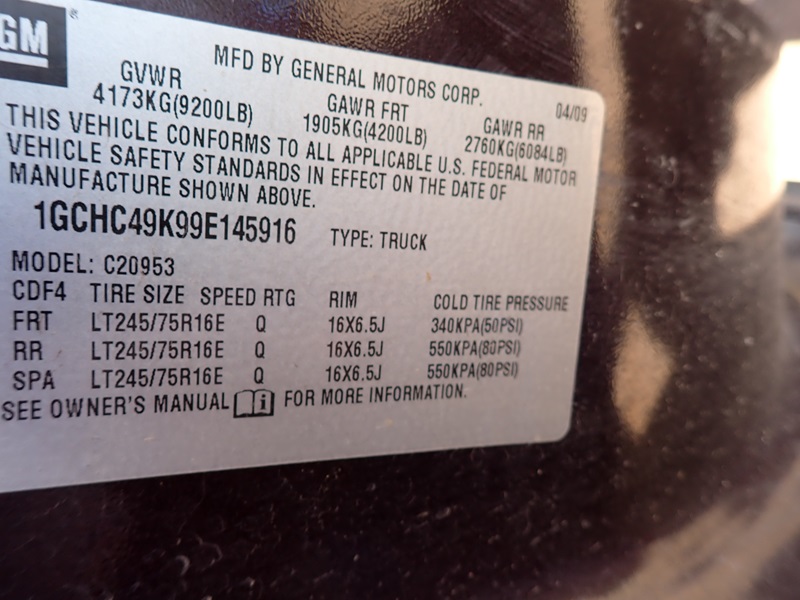 GM
MFD BY GENERAL MOTORS CORP. 04/09
GVWR GAWR FRT GAWR RR
4173KG(9200LB) 1905KG(4200LB) 2760KG(6084LB)
THIS VEHICLE CONFORMS TO ALL APPLICABLE U.S. FEDERAL MOTOR
VEHICLE SAFETY STANDARDS IN EFFECT ON THE DATE OF
MANUFACTURE SHOWN ABOVE.
1GCHC49K99E145916 TYPE: TRUCK
MODEL: C20953
CDF4 TIRE SIZE SPEED RTG RIM COLD TIRE PRESSURE
FRT LT245/75R16E Q 16X6.5J 340KPA(50PSI)
RR LT245/75R16E Q 16X6.5J 550KPA(80PSI)
SPA LT245/75R16E Q 16X6.5J 550KPA(80PSI)
SEE OWNER'S MANUAL i FOR MORE INFORMATION.